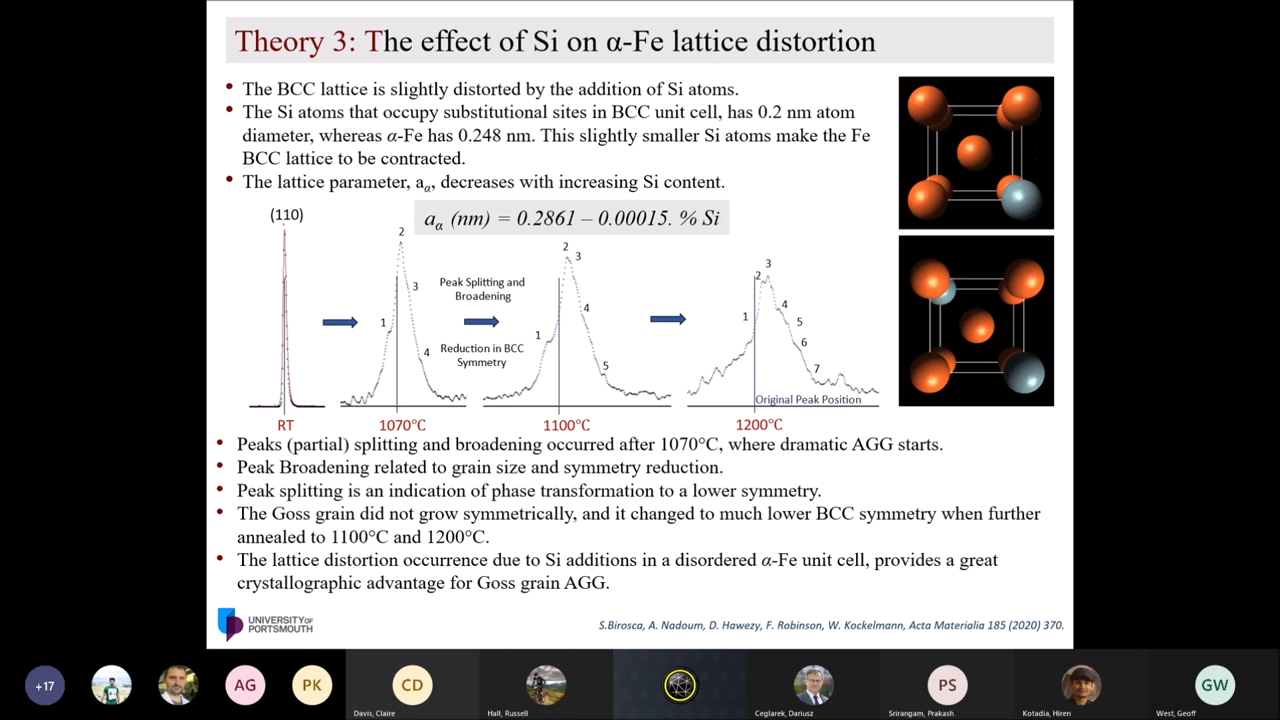 Theory 3: The effect of Si on α-Fe lattice distortion
• The BCC lattice is slightly distorted by the addition of Si atoms.
• The Si atoms that occupy substitutional sites in BCC unit cell, has 0.2 nm atom
diameter, whereas α-Fe has 0.248 nm. This slightly smaller Si atoms make the Fe
BCC lattice to be contracted.
• The lattice parameter, aα, decreases with increasing Si content.
aα (nm) = 0.2861 – 0.00015. % Si
(110)
RT
1
2
3
4
1070°C
Peak Splitting and
Broadening
Reduction in BCC
Symmetry
1
2
3
4
5
1100°C
1
2
3
4
5
6
7
Original Peak Position
1200°C
• Peaks (partial) splitting and broadening occurred after 1070°C, where dramatic AGG starts.
• Peak Broadening related to grain size and symmetry reduction.
• Peak splitting is an indication of phase transformation to a lower symmetry.
• The Goss grain did not grow symmetrically, and it changed to much lower BCC symmetry when further
annealed to 1100°C and 1200°C.
• The lattice distortion occurrence due to Si additions in a disordered α-Fe unit cell, provides a great
crystallographic advantage for Goss grain AGG.
UNIVERSITY OF
PORTSMOUTH
S.Birosca, A. Nadoum, D. Hawezy, F. Robinson, W. Kockelmann, Acta Materialia 185 (2020) 370.
+17
AG
PK
CD
PS
GW
Davis, Claire
Hall, Russell
Ceglarek, Dariusz
Srirangam, Prakash
Kotadia, Hiren
West, Geoff